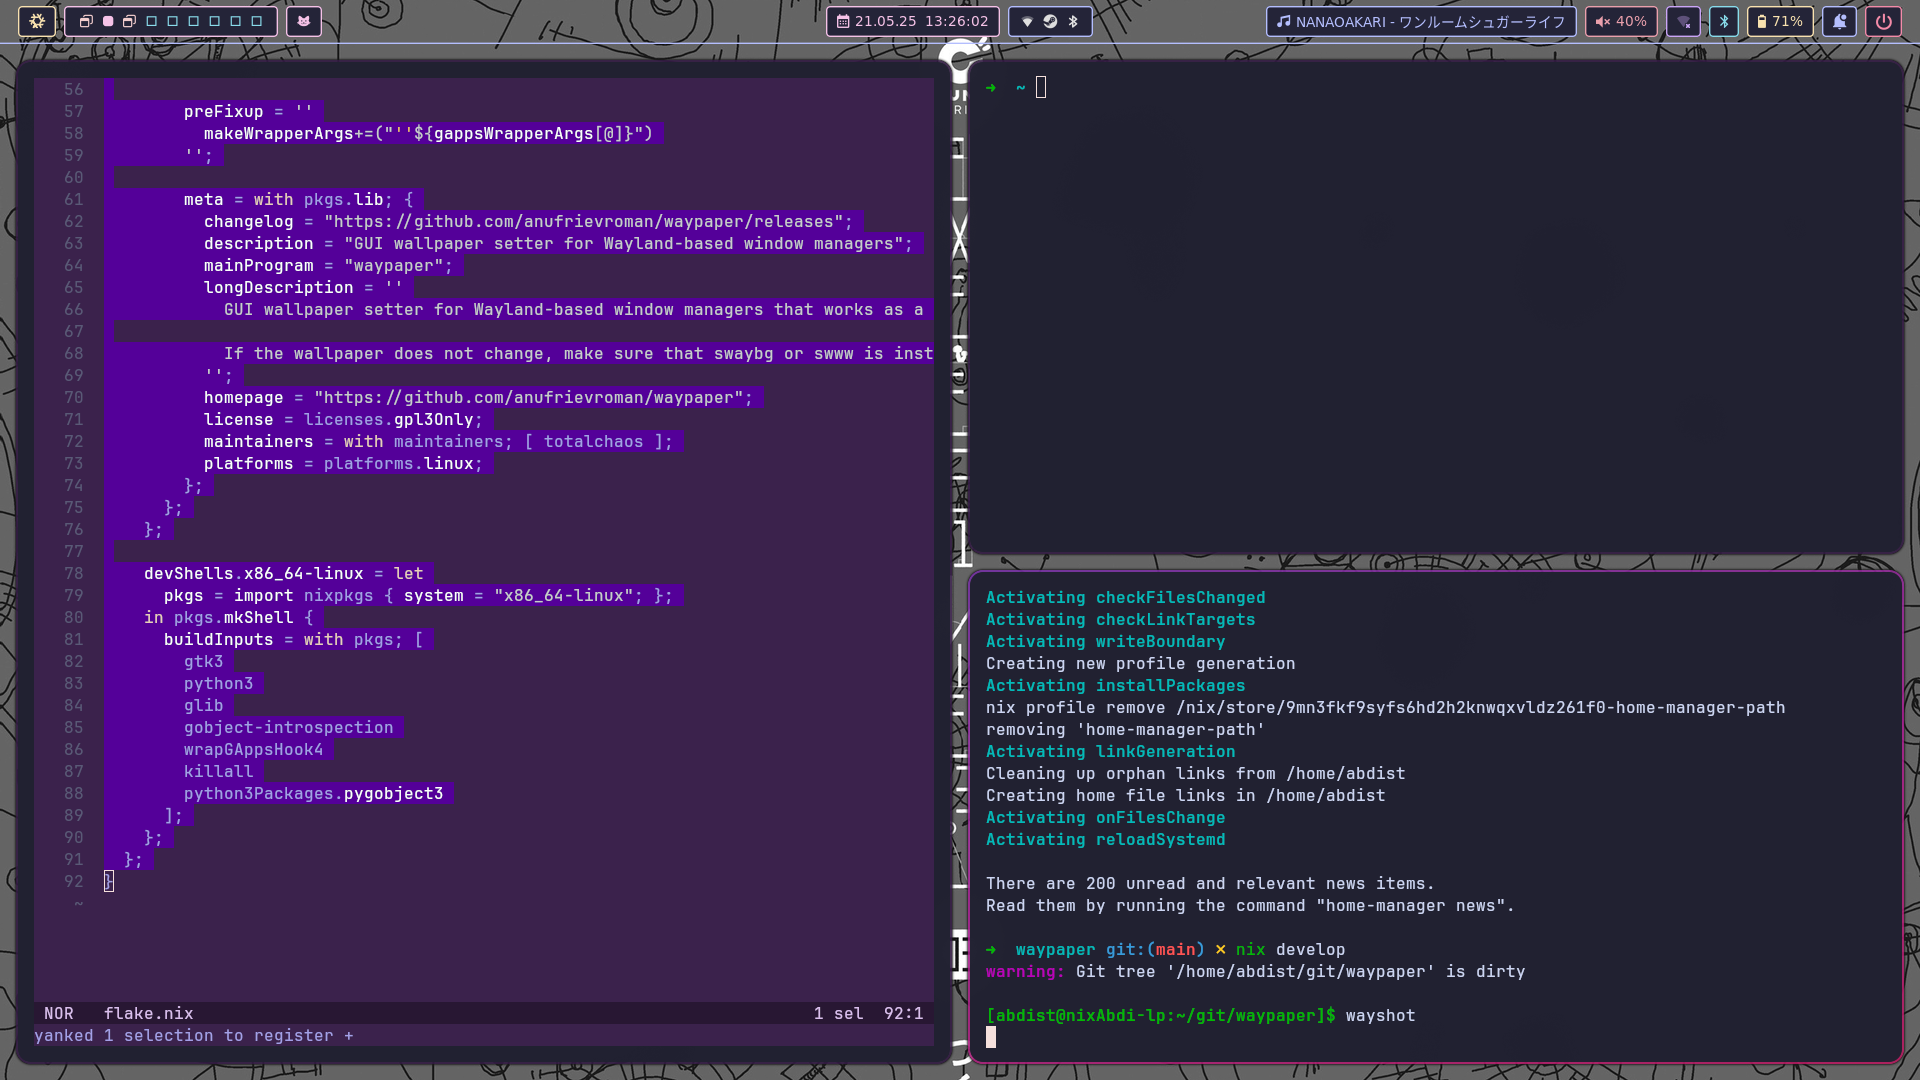 21.05.25 13:26:02
NANAOAKARI - ワンルームシュガーライフ
40%
71%
56
57 preFixup = ''
58 makeWrapperArgs+=("''${gappsWrapperArgs[@]}")
59 '';
60
61 meta = with pkgs.lib; {
62 changelog = "https://github.com/anufrievroman/waypaper/releases";
63 description = "GUI wallpaper setter for Wayland-based window managers";
64 mainProgram = "waypaper";
65 longDescription = ''
66 GUI wallpaper setter for Wayland-based window managers that works as a
67
68 If the wallpaper does not change, make sure that swaybg or swww is inst
69 '';
70 homepage = "https://github.com/anufrievroman/waypaper";
71 license = licenses.gpl3Only;
72 maintainers = with maintainers; [ totalchaos ];
73 platforms = platforms.linux;
74 };
75 };
76 };
77
78 devShells.x86_64-linux = let
79 pkgs = import nixpkgs { system = "x86_64-linux"; };
80 in pkgs.mkShell {
81 buildInputs = with pkgs; [
82 gtk3
83 python3
84 glib
85 gobject-introspection
86 wrapGAppsHook4
87 killall
88 python3Packages.pygobject3
89 ];
90 };
91 };
92 }
~
NOR flake.nix 1 sel 92:1
yanked 1 selection to register +
➜ ~
Activating checkFilesChanged
Activating checkLinkTargets
Activating writeBoundary
Creating new profile generation
Activating installPackages
nix profile remove /nix/store/9mn3fkf9syfs6hd2h2knwqxvldz261f0-home-manager-path
removing 'home-manager-path'
Activating linkGeneration
Cleaning up orphan links from /home/abdist
Creating home file links in /home/abdist
Activating onFilesChange
Activating reloadSystemd
There are 200 unread and relevant news items.
Read them by running the command "home-manager news".
➜ waypaper git:(main) ✗ nix develop
warning: Git tree '/home/abdist/git/waypaper' is dirty
[abdist@nixAbdi-lp:~/git/waypaper]$ wayshot